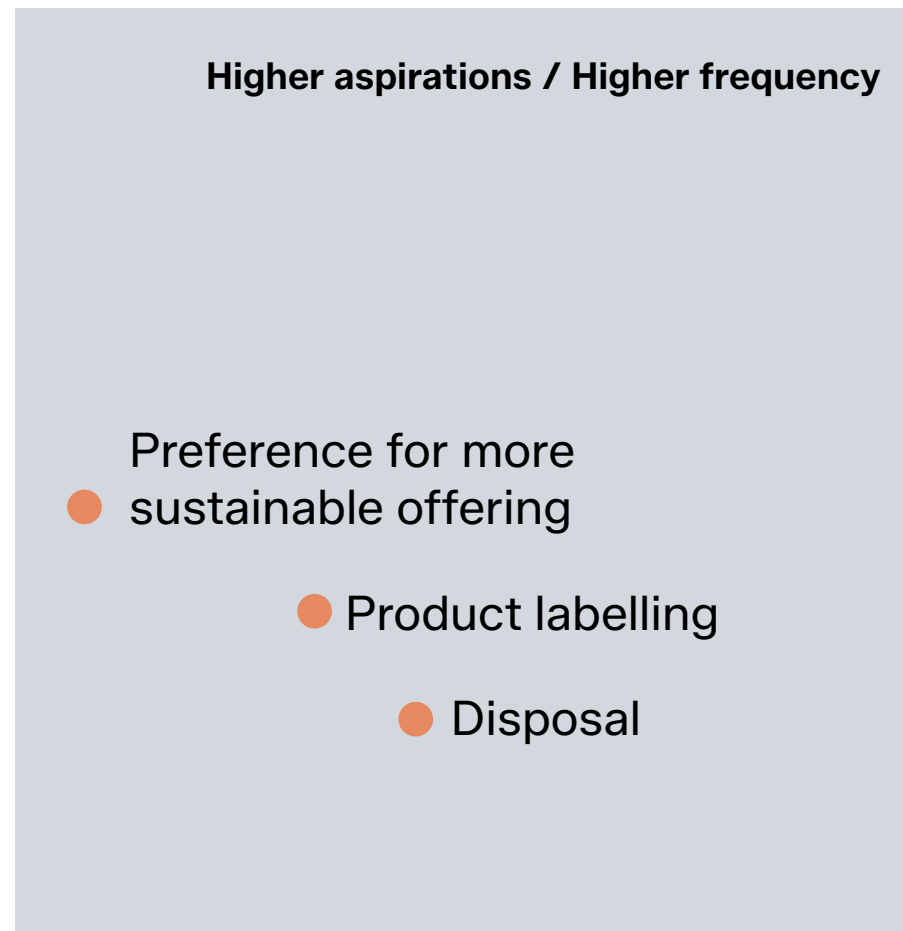 Higher aspirations / Higher frequency
Preference for more
sustainable offering
Product labelling
Disposal